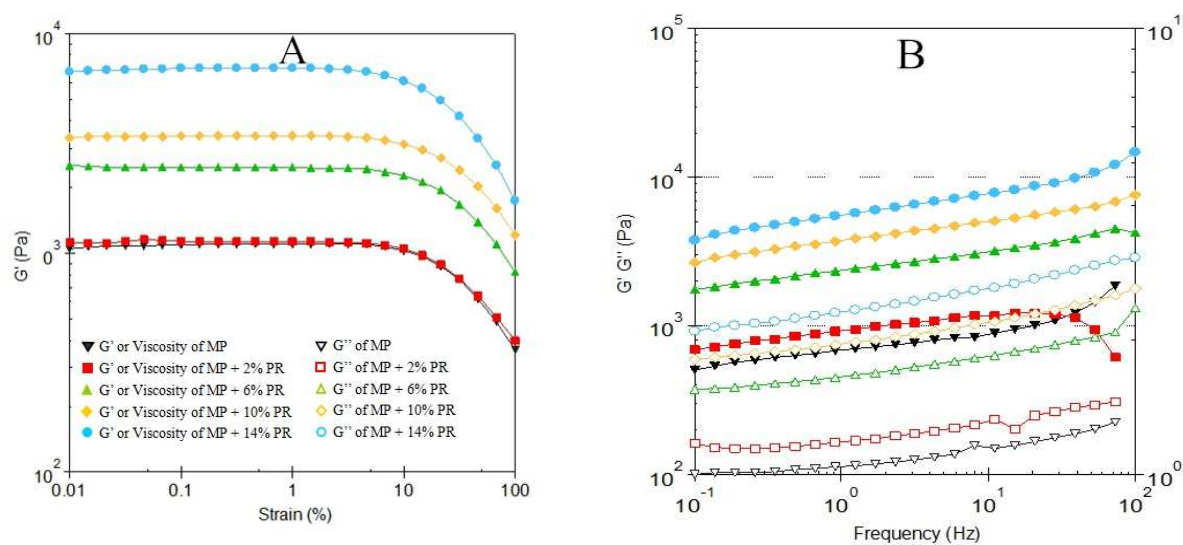 A
10⁴
10³
10²
G' (Pa)
0.01 0.1 1 10 100
Strain (%)
G' or Viscosity of MP
G' or Viscosity of MP + 2% PR
G' or Viscosity of MP + 6% PR
G' or Viscosity of MP + 10% PR
G' or Viscosity of MP + 14% PR
G'' of MP
G'' of MP + 2% PR
G'' of MP + 6% PR
G'' of MP + 10% PR
G'' of MP + 14% PR
B
10⁵
10⁴
10³
10²
G' G'' (Pa)
10¹
10⁰
10⁻¹ 10⁰ 10¹ 10²
Frequency (Hz)